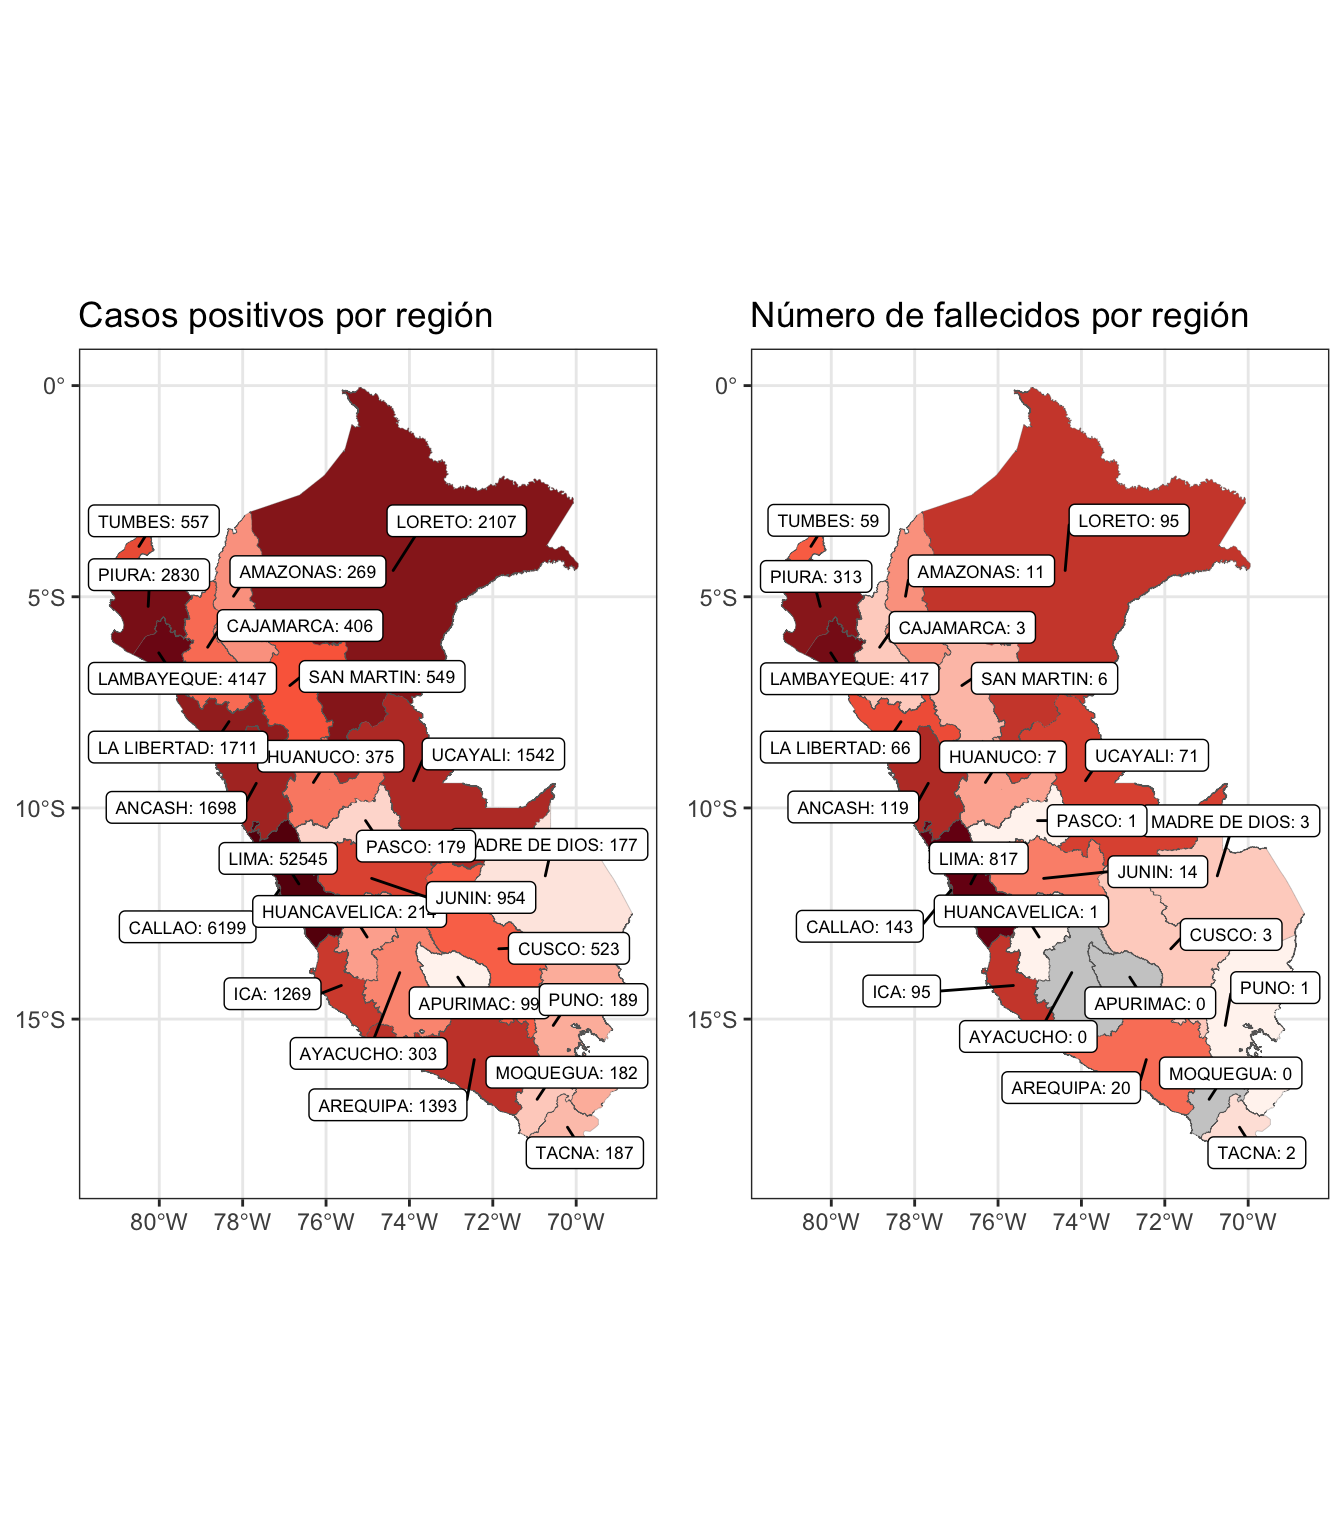 Casos positivos por región
0°
5°S
10°S
15°S
TUMBES: 557
LORETO: 2107
PIURA: 2830
AMAZONAS: 269
CAJAMARCA: 406
LAMBAYEQUE: 4147
SAN MARTIN: 549
LA LIBERTAD: 1711
HUANUCO: 375
UCAYALI: 1542
ANCASH: 1698
LIMA: 52545
PASCO: 179
ADRE DE DIOS: 177
JUNIN: 954
HUANCAVELICA: 214
CALLAO: 6199
CUSCO: 523
ICA: 1269
APURIMAC: 99
PUNO: 189
AYACUCHO: 303
MOQUEGUA: 182
AREQUIPA: 1393
TACNA: 187
80°W 78°W 76°W 74°W 72°W 70°W
Número de fallecidos por región
0°
5°S
10°S
15°S
TUMBES: 59
LORETO: 95
PIURA: 313
AMAZONAS: 11
CAJAMARCA: 3
LAMBAYEQUE: 417
SAN MARTIN: 6
LA LIBERTAD: 66
HUANUCO: 7
UCAYALI: 71
ANCASH: 119
PASCO: 1
MADRE DE DIOS: 3
LIMA: 817
JUNIN: 14
HUANCAVELICA: 1
CALLAO: 143
CUSCO: 3
ICA: 95
PUNO: 1
APURIMAC: 0
AYACUCHO: 0
MOQUEGUA: 0
AREQUIPA: 20
TACNA: 2
80°W 78°W 76°W 74°W 72°W 70°W